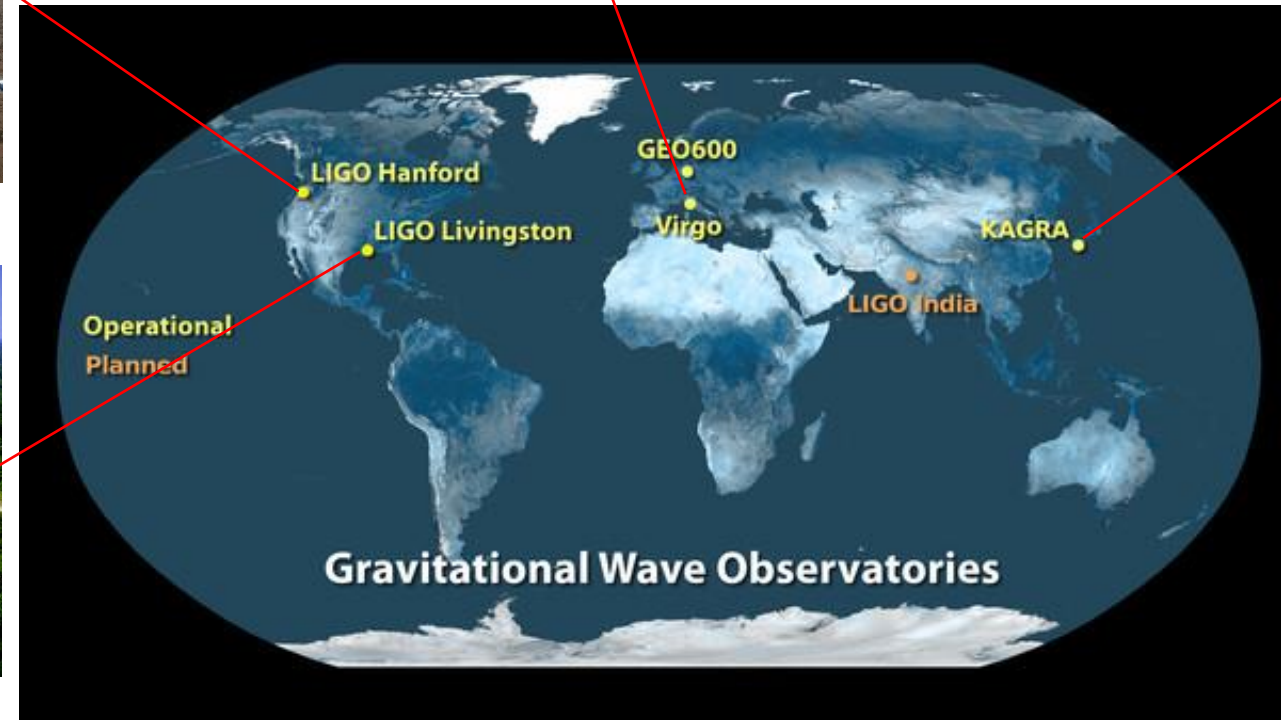 GEO600
LIGO Hanford
LIGO Livingston
Virgo
KAGRA
LIGO India
Operational
Planned
Gravitational Wave Observatories